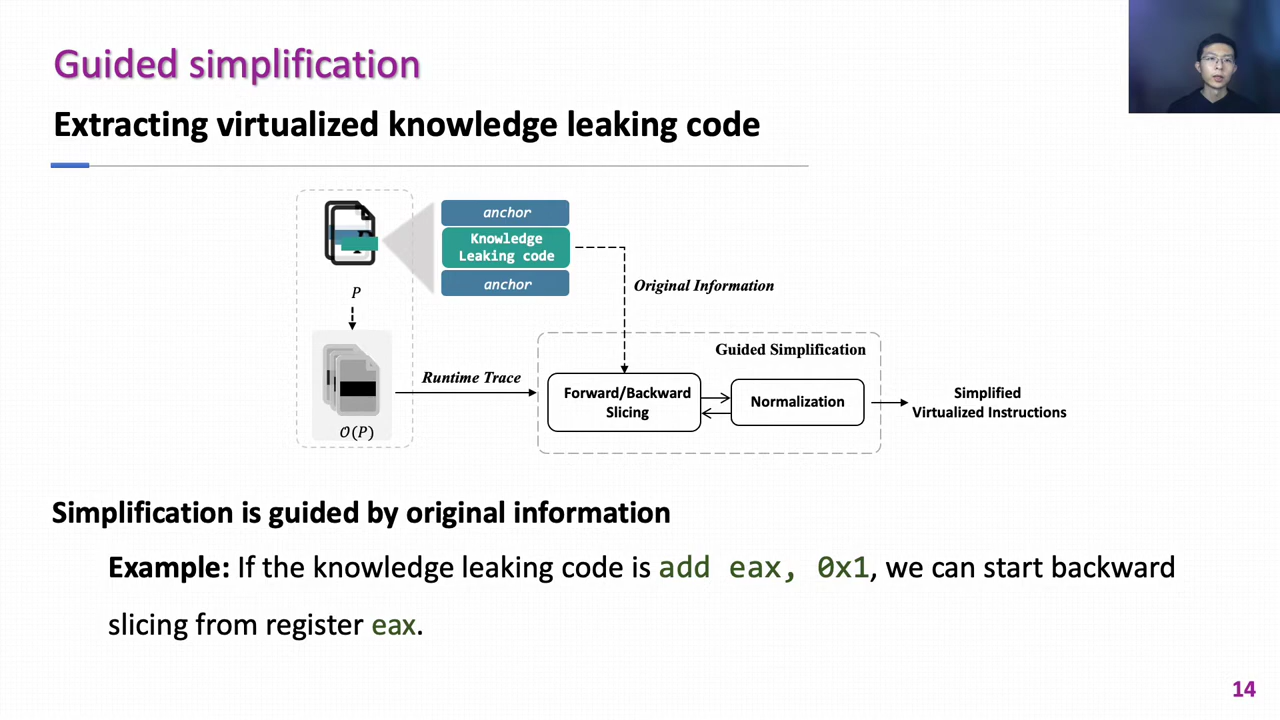 Guided simplification
Extracting virtualized knowledge leaking code
anchor
Knowledge
Leaking code
anchor
P
Original Information
Guided Simplification
Runtime Trace
Forward/Backward
Slicing
Normalization
Simplified
Virtualized Instructions
O(P)
Simplification is guided by original information
Example: If the knowledge leaking code is add eax, 0x1, we can start backward
slicing from register eax.
14